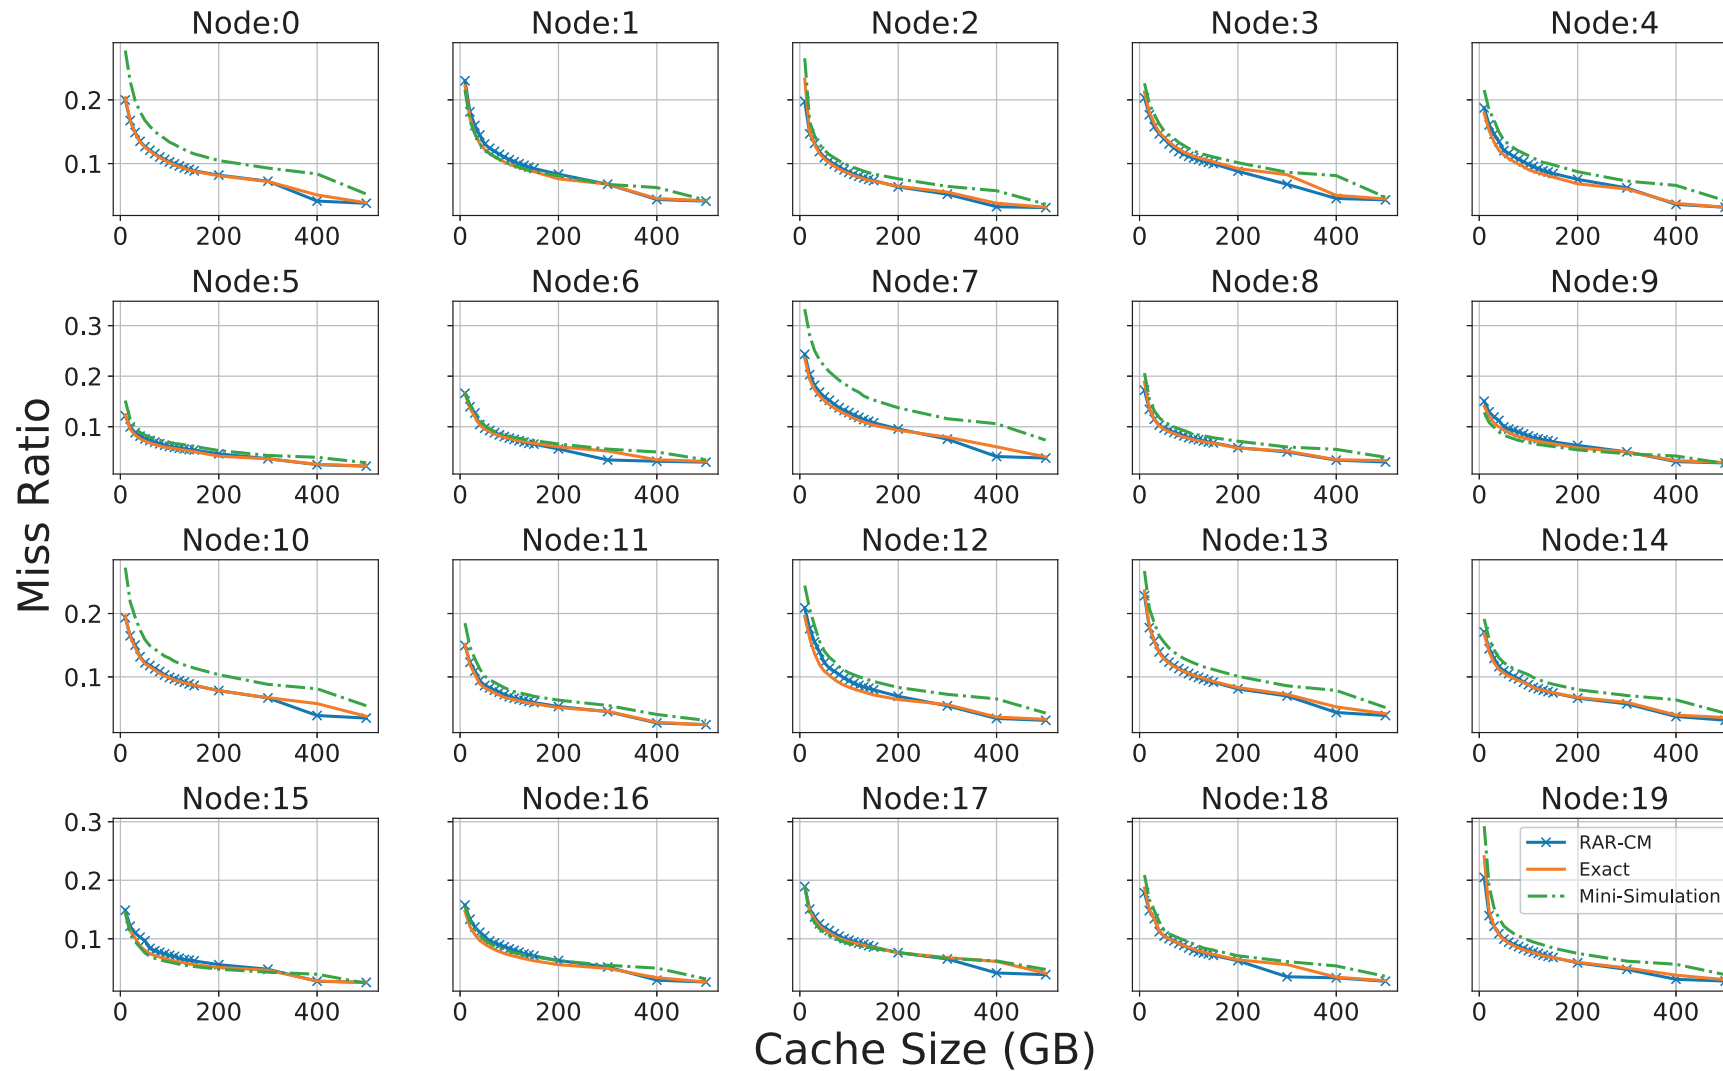 Node:0 Node:1 Node:2 Node:3 Node:4
0.2
0.1
0 200 400 0 200 400 0 200 400 0 200 400 0 200 400
Node:5 Node:6 Node:7 Node:8 Node:9
0.3
0.2
0.1
0 200 400 0 200 400 0 200 400 0 200 400 0 200 400
Miss Ratio
Node:10 Node:11 Node:12 Node:13 Node:14
0.2
0.1
0 200 400 0 200 400 0 200 400 0 200 400 0 200 400
Node:15 Node:16 Node:17 Node:18 Node:19
0.3
0.2
0.1
RAR-CM
Exact
Mini-Simulation
0 200 400 0 200 400 0 200 400 0 200 400 0 200 400
Cache Size (GB)